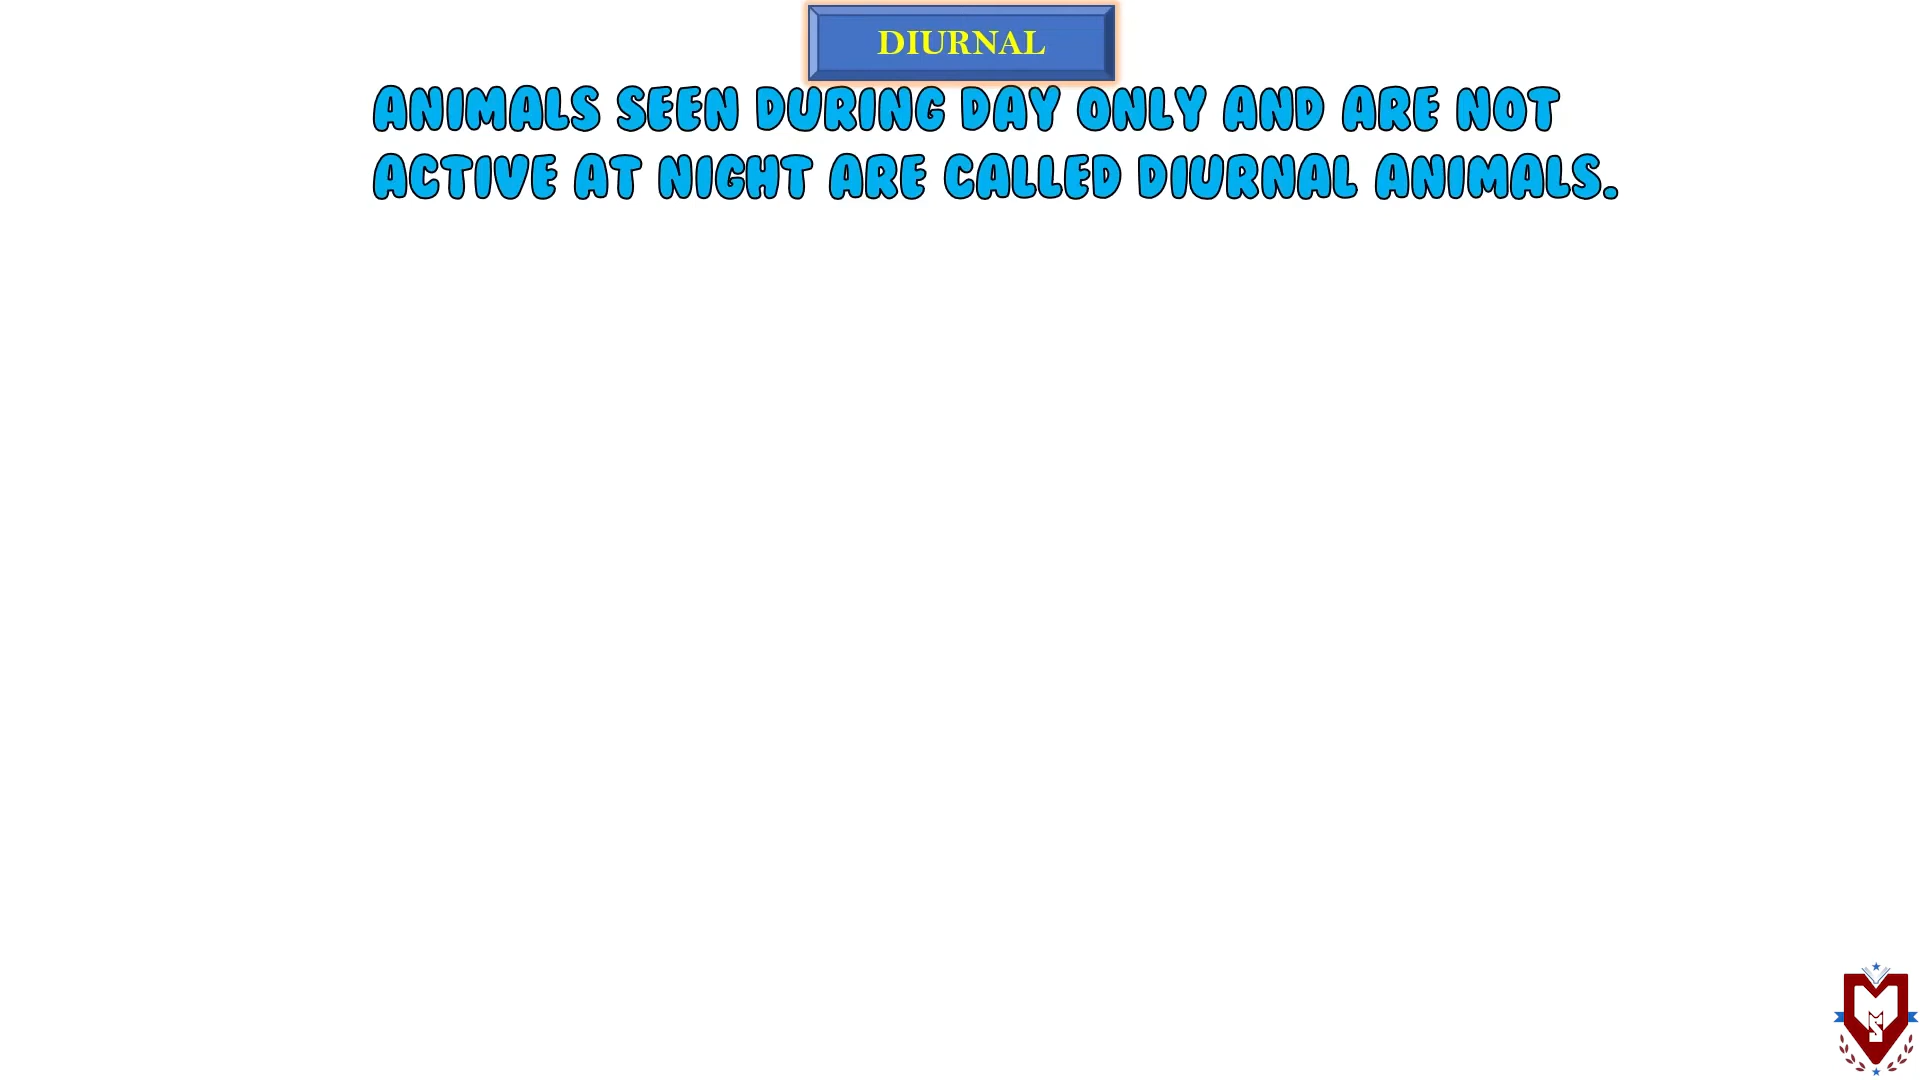 DIURNAL
ANIMALS SEEN DURING DAY ONLY AND ARE NOT
ACTIVE AT NIGHT ARE CALLED DIURNAL ANIMALS.